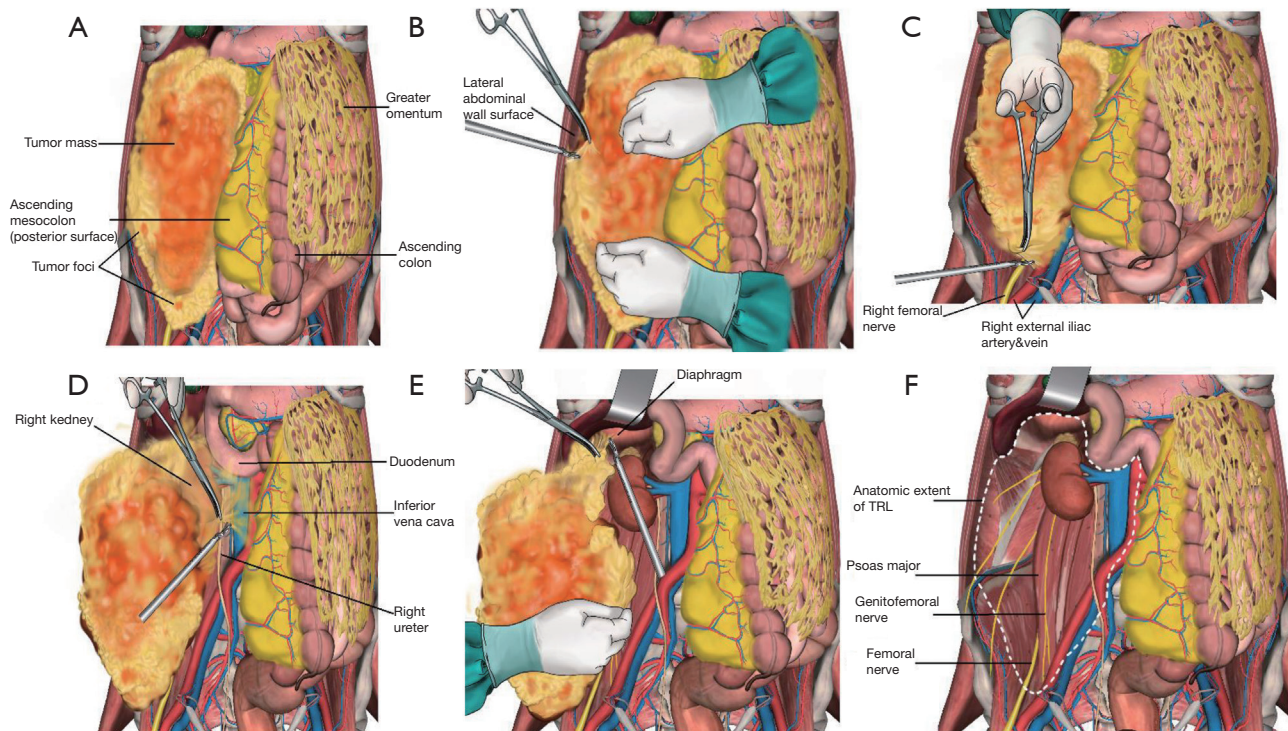 A
Tumor mass
Ascending
mesocolon
(posterior surface)
Tumor foci
Greater
omentum
Ascending
colon
B
Lateral
abdominal
wall surface
C
Right femoral
nerve
Right external iliac
artery&vein
D
Right kedney
Duodenum
Inferior
vena cava
Right
ureter
E
Diaphragm
F
Anatomic extent
of TRL
Psoas major
Genitofemoral
nerve
Femoral
nerve